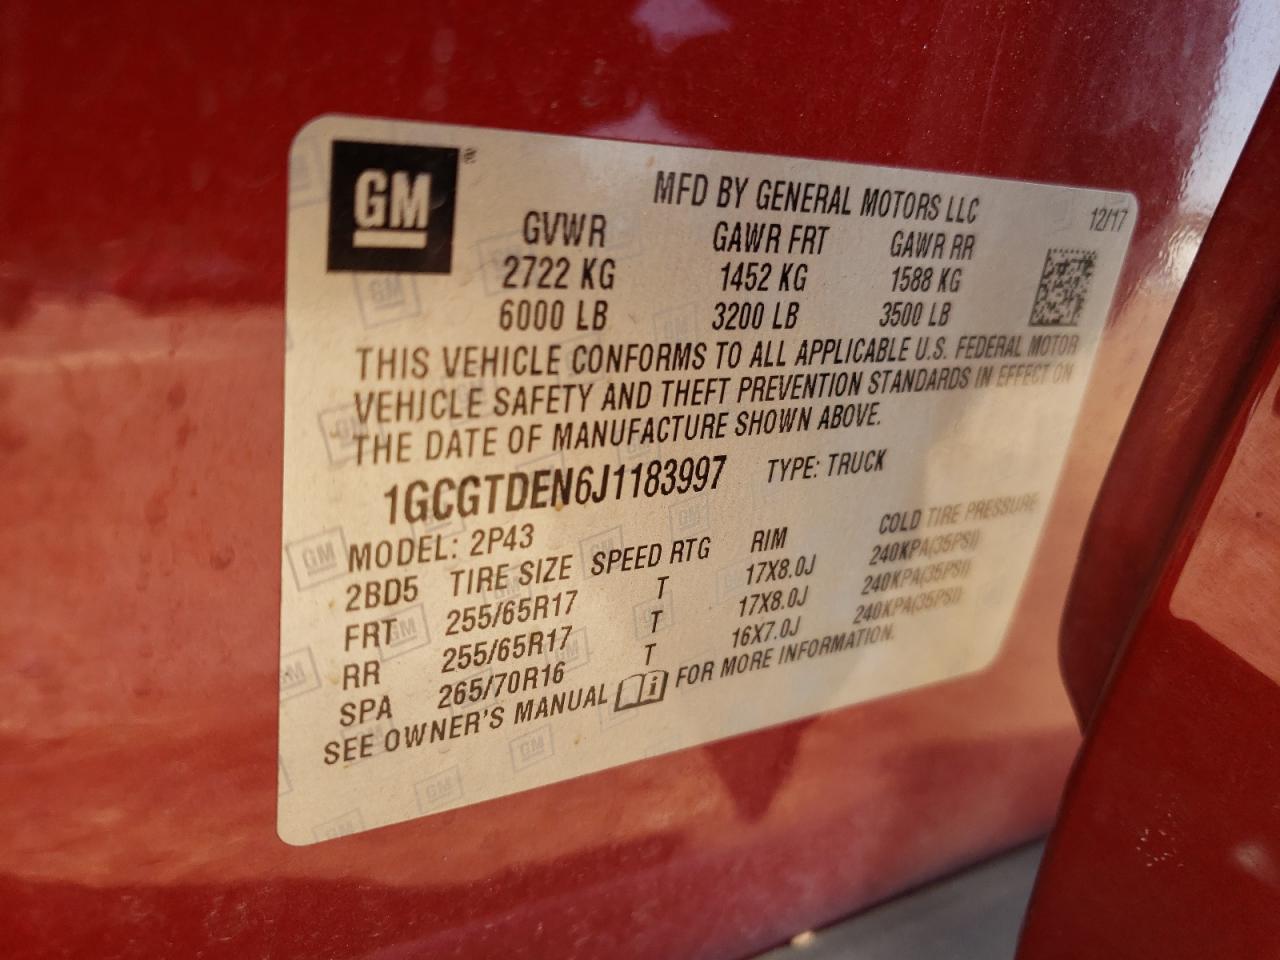 GM
MFD BY GENERAL MOTORS LLC 12/17
GVWR GAWR FRT GAWR RR
2722 KG 1452 KG 1588 KG
6000 LB 3200 LB 3500 LB
THIS VEHICLE CONFORMS TO ALL APPLICABLE U.S. FEDERAL MOTOR
VEHICLE SAFETY AND THEFT PREVENTION STANDARDS IN EFFECT ON
THE DATE OF MANUFACTURE SHOWN ABOVE.
1GCGTDEN6J1183997 TYPE: TRUCK
MODEL: 2P43
2BD5 TIRE SIZE SPEED RTG RIM COLD TIRE PRESSURE
FRT 255/65R17 T 17X8.0J 240KPA(35PSI)
RR 255/65R17 T 17X8.0J 240KPA(35PSI)
SPA 265/70R16 T 16X7.0J 240KPA(35PSI)
SEE OWNER'S MANUAL FOR MORE INFORMATION.